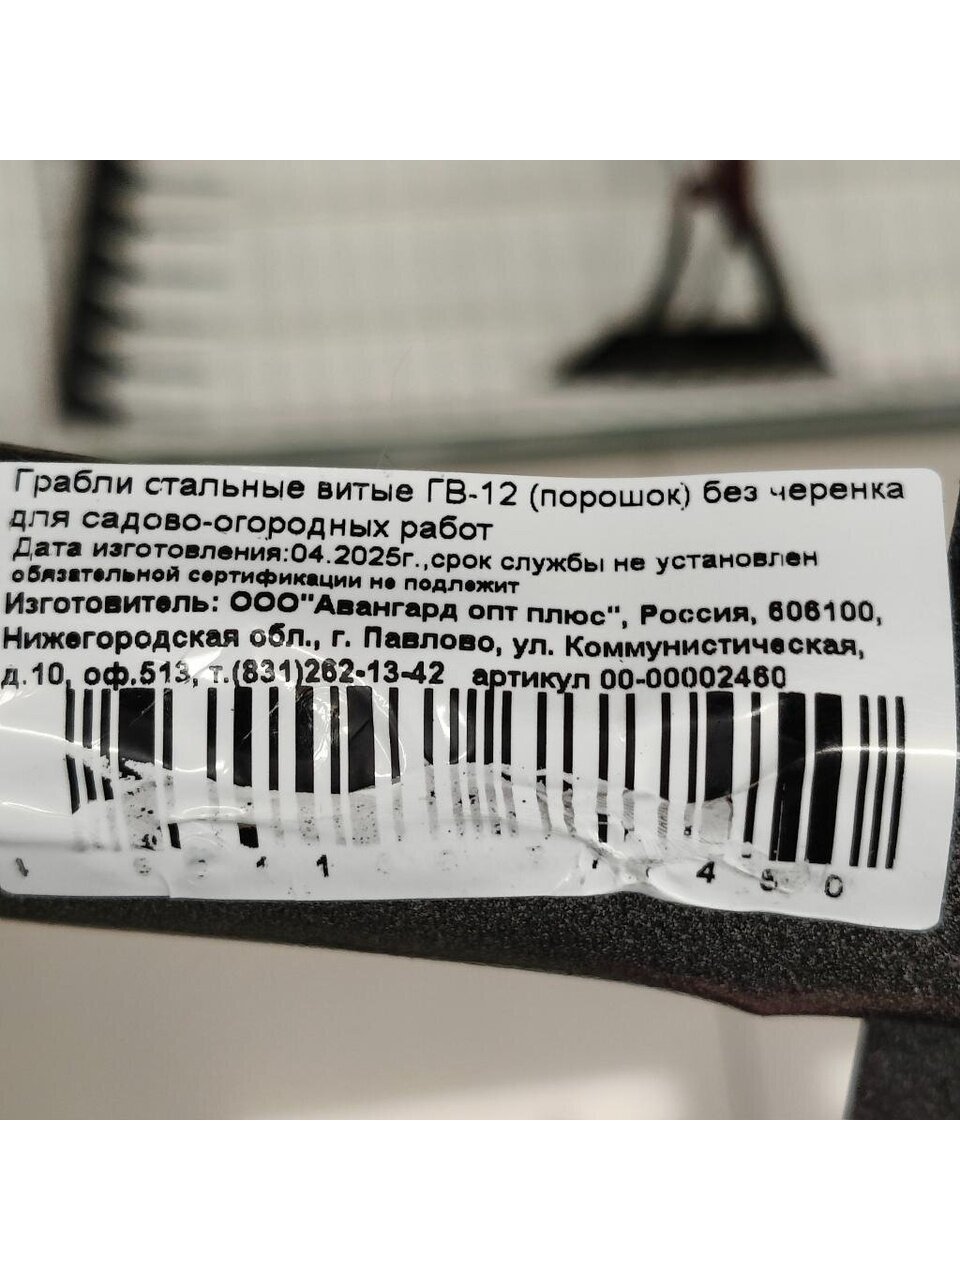 Грабли стальные витые ГВ-12 (порошок) без черенка
для садово-огородных работ
Дата изготовления:04.2025г.,срок службы не установлен
обязательной сертификации не подлежит
Изготовитель: ООО"Авангард опт плюс", Россия, 606100,
Нижегородская обл., г. Павлово, ул. Коммунистическая,
д.10, оф.513, т.(831)262-13-42 артикул 00-00002460